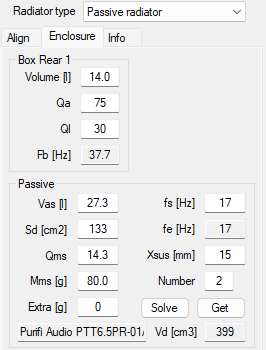 Radiator type Passive radiator
Align Enclosure Info
Box Rear 1
Volume [l] 14.0
Qa 75
Ql 30
Fb [Hz] 37.7
Passive
Vas [l] 27.3 fs [Hz] 17
Sd [cm2] 133 fe [Hz] 17
Qms 14.3 Xsus [mm] 15
Mms [g] 80.0 Number 2
Extra [g] 0 Solve Get
Purifi Audio PTT6.5PR-01 Vd [cm3] 399